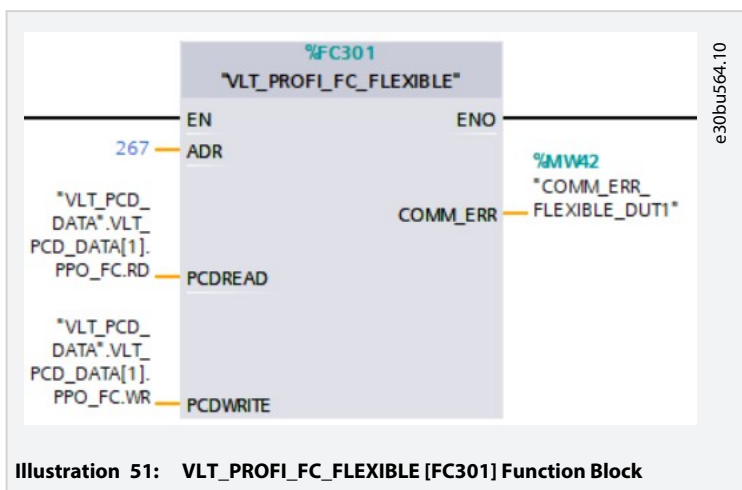 %FC301
"VLT_PROFI_FC_FLEXIBLE"
EN
ENO
267
ADR
%MW42
"COMM_ERR_
FLEXIBLE_DUT1"
COMM_ERR
"VLT_PCD_
DATA".VLT_
PCD_DATA[1].
PPO_FC.RD
PCDREAD
"VLT_PCD_
DATA".VLT_
PCD_DATA[1].
PPO_FC.WR
PCDWRITE
e30bu564.10
Illustration 51: VLT_PROFI_FC_FLEXIBLE [FC301] Function Block